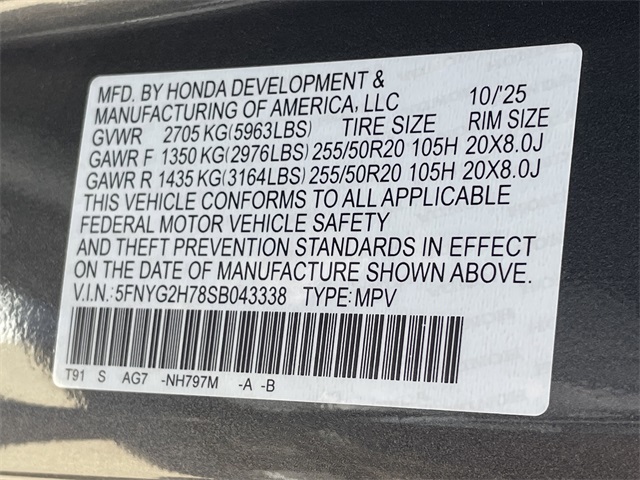 MFD. BY HONDA DEVELOPMENT &
MANUFACTURING OF AMERICA, LLC 10/'25
GVWR 2705 KG(5963LBS) TIRE SIZE RIM SIZE
GAWR F 1350 KG(2976LBS) 255/50R20 105H 20X8.0J
GAWR R 1435 KG(3164LBS) 255/50R20 105H 20X8.0J
THIS VEHICLE CONFORMS TO ALL APPLICABLE
FEDERAL MOTOR VEHICLE SAFETY
AND THEFT PREVENTION STANDARDS IN EFFECT
ON THE DATE OF MANUFACTURE SHOWN ABOVE.
V.I.N.:5FNYG2H78SB043338 TYPE:MPV
T91 S AG7 -NH797M -A -B